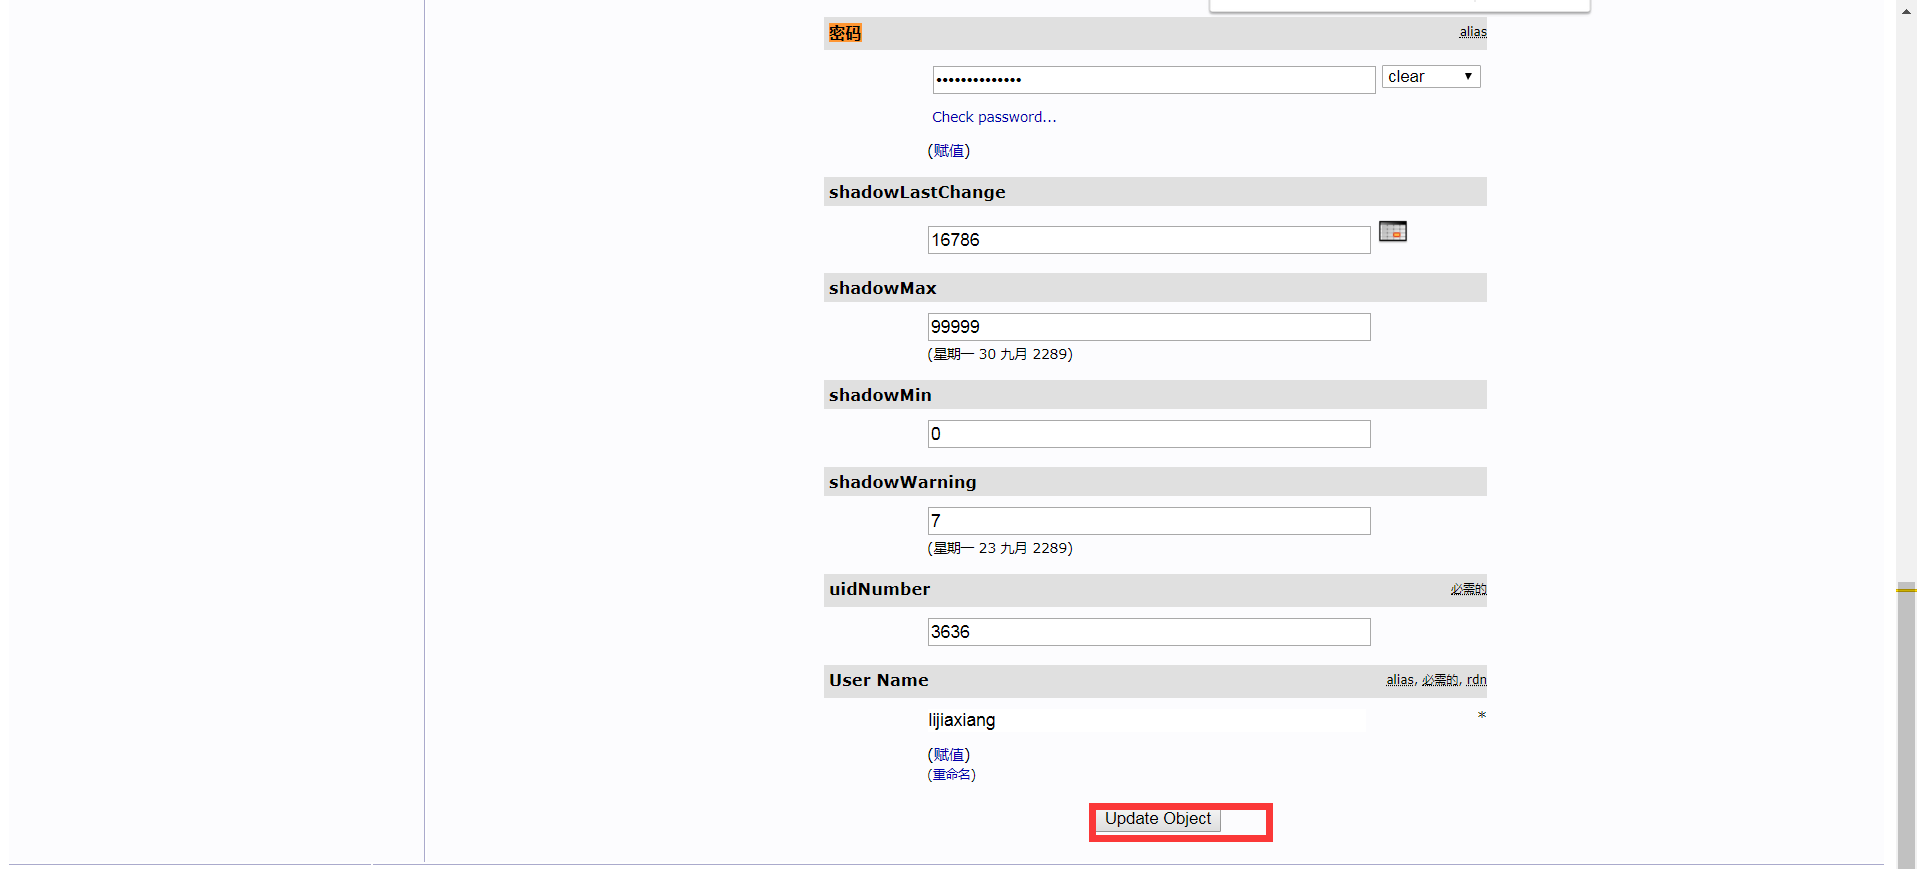 密码 alias
•••••••••••••• clear
Check password...
(赋值)
shadowLastChange
16786
shadowMax
99999
(星期一 30 九月 2289)
shadowMin
0
shadowWarning
7
(星期一 23 九月 2289)
uidNumber 必需的
3636
User Name alias, 必需的, rdn
lijiaxiang *
(赋值)
(重命名)
Update Object